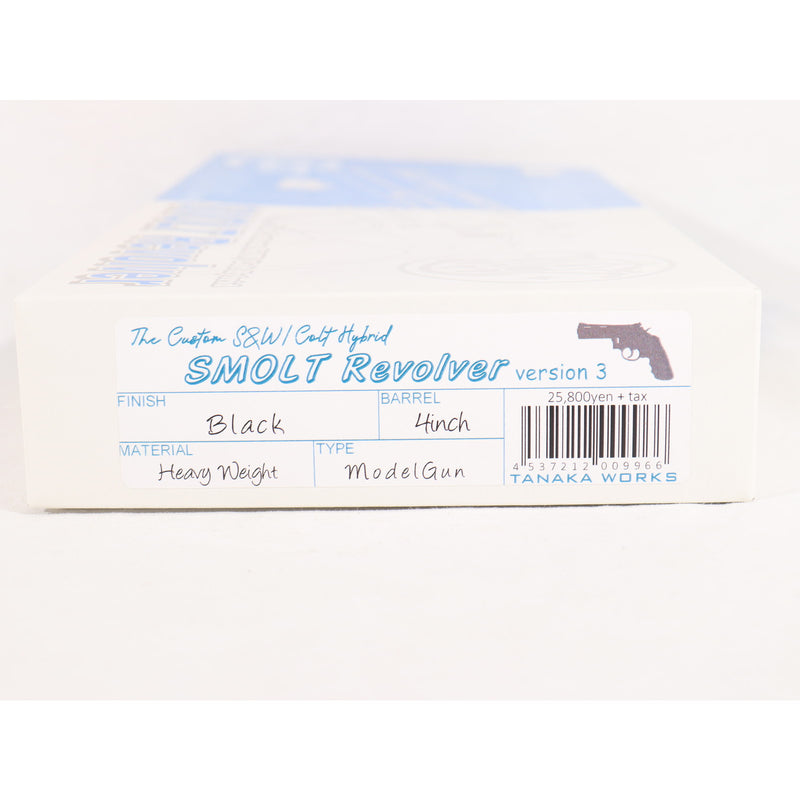 The Custom S&W/Colt Hybrid
SMOLT Revolver version 3
FINISH
Black
BARREL
4inch
MATERIAL
Heavy Weight
TYPE
ModelGun
25,800yen + tax
4 537212 009966
TANAKA WORKS